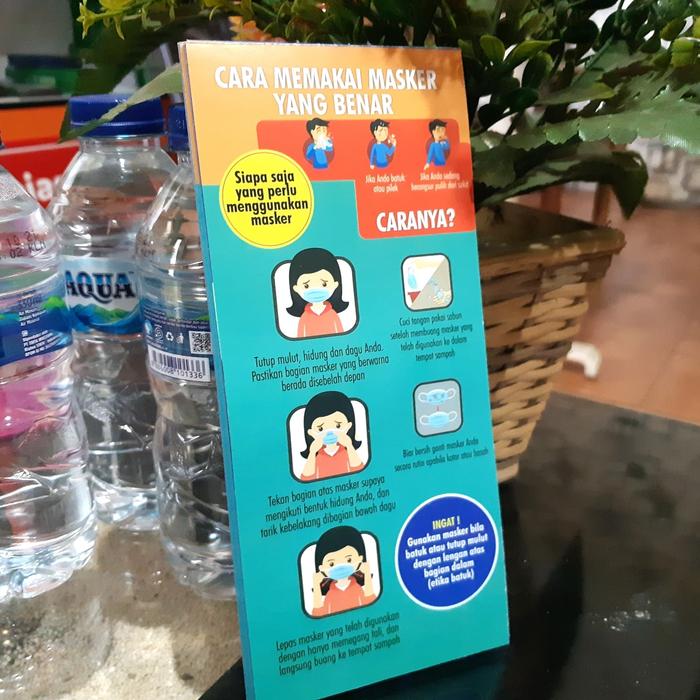 CARA MEMAKAI MASKER
YANG BENAR
Siapa saja
yang perlu
menggunakan
masker
Jika Anda batuk
atau pilek
Jika Anda sedang
berangsur pulih dari sakit
CARANYA?
Tutup mulut, hidung dan dagu Anda.
Pastikan bagian masker yang berwarna
berada disebelah depan
Cuci tangan pakai sabun
setelah membuang masker yang
telah digunakan ke dalam
tempat sampah
Tekan bagian atas masker supaya
mengikuti bentuk hidung Anda, dan
tarik kebelakang dibagian bawah dagu
Biar bersih ganti masker Anda
secara rutin apabila kotor atau basah
Lepas masker yang telah digunakan
dengan hanya memegang tali, dan
langsung buang ke tempat sampah
INGAT !
Gunakan masker bila
batuk atau tutup mulut
dengan lengan atas
bagian dalam
(etika batuk)
AQUA